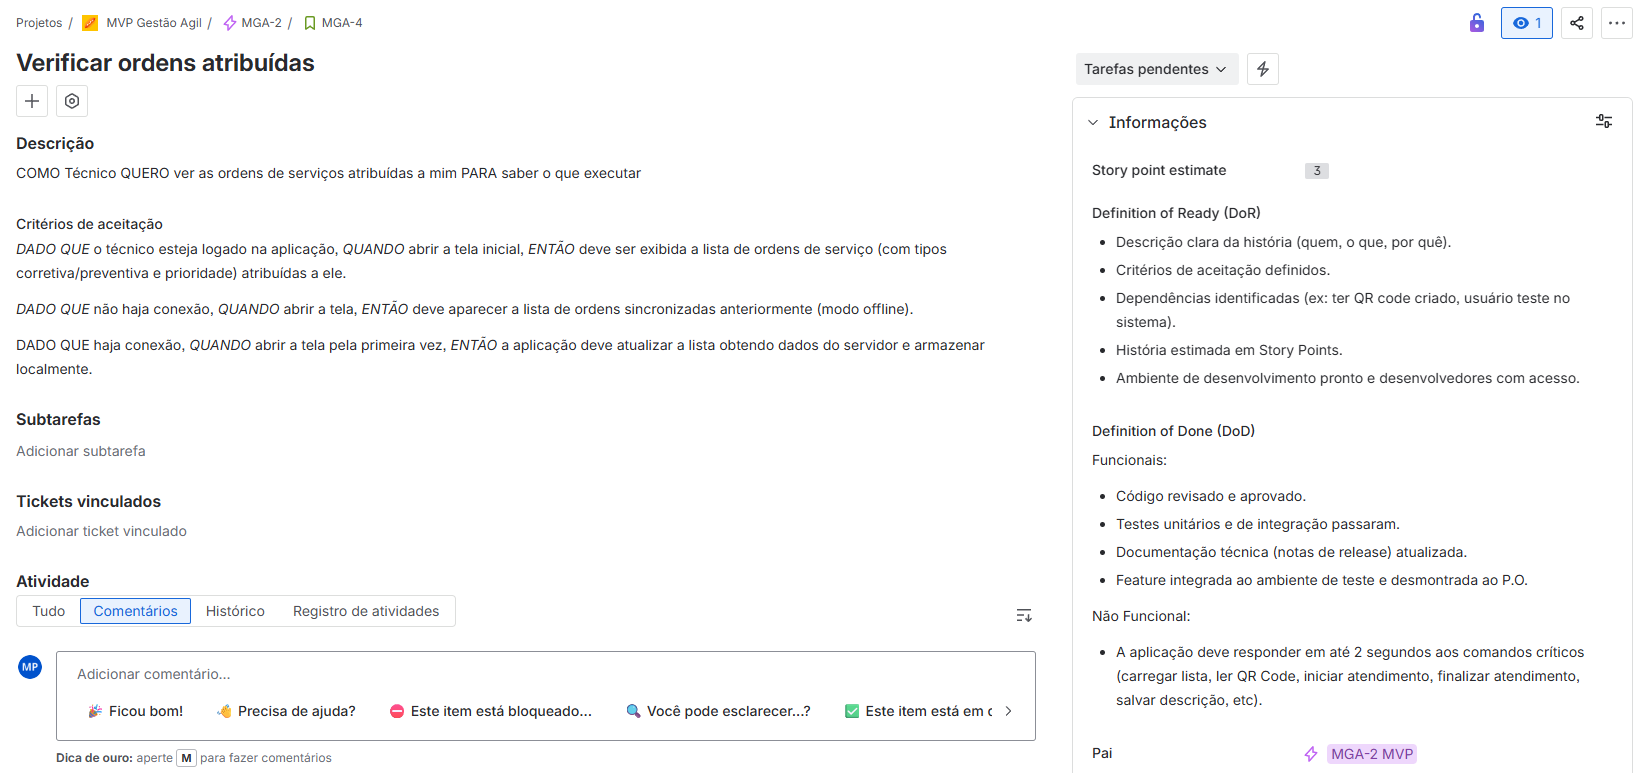 Projetos / MVP Gestão Agil / MGA-2 / MGA-4
1
Verificar ordens atribuídas
Descrição
COMO Técnico QUERO ver as ordens de serviços atribuídas a mim PARA saber o que executar
Critérios de aceitação
DADO QUE o técnico esteja logado na aplicação, QUANDO abrir a tela inicial, ENTÃO deve ser exibida a lista de ordens de serviço (com tipos
corretiva/preventiva e prioridade) atribuídas a ele.
DADO QUE não haja conexão, QUANDO abrir a tela, ENTÃO deve aparecer a lista de ordens sincronizadas anteriormente (modo offline).
DADO QUE haja conexão, QUANDO abrir a tela pela primeira vez, ENTÃO a aplicação deve atualizar a lista obtendo dados do servidor e armazenar
localmente.
Subtarefas
Adicionar subtarefa
Tickets vinculados
Adicionar ticket vinculado
Atividade
Tudo Comentários Histórico Registro de atividades
MP
Adicionar comentário...
Ficou bom! Precisa de ajuda? Este item está bloqueado... Você pode esclarecer...? Este item está em
Dica de ouro: aperte M para fazer comentários
Tarefas pendentes
Informações
Story point estimate 3
Definition of Ready (DoR)
• Descrição clara da história (quem, o que, por quê).
• Critérios de aceitação definidos.
• Dependências identificadas (ex: ter QR code criado, usuário teste no
sistema).
• História estimada em Story Points.
• Ambiente de desenvolvimento pronto e desenvolvedores com acesso.
Definition of Done (DoD)
Funcionais:
• Código revisado e aprovado.
• Testes unitários e de integração passaram.
• Documentação técnica (notas de release) atualizada.
• Feature integrada ao ambiente de teste e desmontrada ao P.O.
Não Funcional:
• A aplicação deve responder em até 2 segundos aos comandos críticos
(carregar lista, ler QR Code, iniciar atendimento, finalizar atendimento,
salvar descrição, etc).
Pai MGA-2 MVP